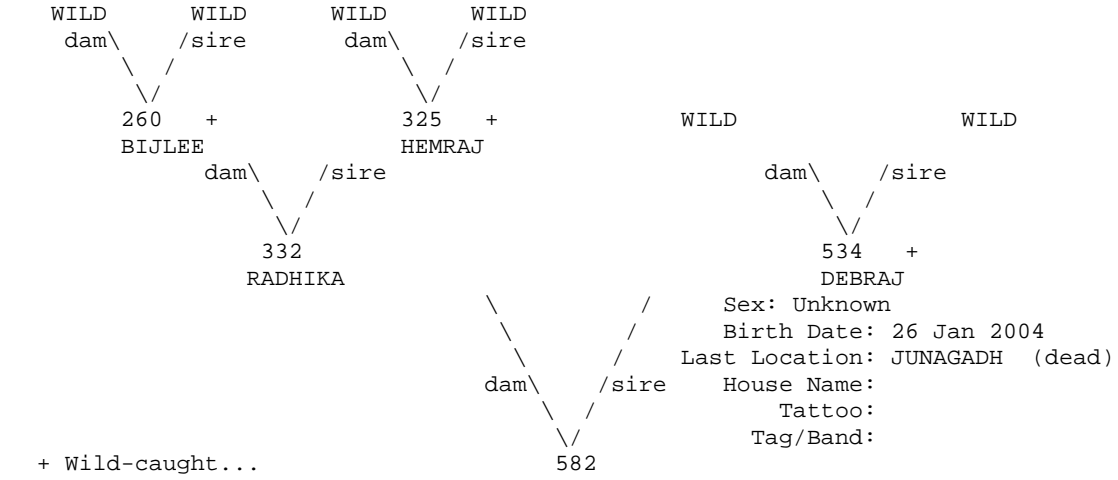 WILD WILD WILD WILD
dam\ /sire dam\ /sire
\ / \ /
\/ \/
260 + 325 + WILD WILD
BIJLEE HEMRAJ
dam\ /sire dam\ /sire
\ / \ /
\/ \/
332 534 +
RADHIKA DEBRAJ
\ / Sex: Unknown
\ / Birth Date: 26 Jan 2004
\ / Last Location: JUNAGADH (dead)
dam\ /sire House Name:
\ / Tattoo:
\/ Tag/Band:
+ Wild-caught... 582